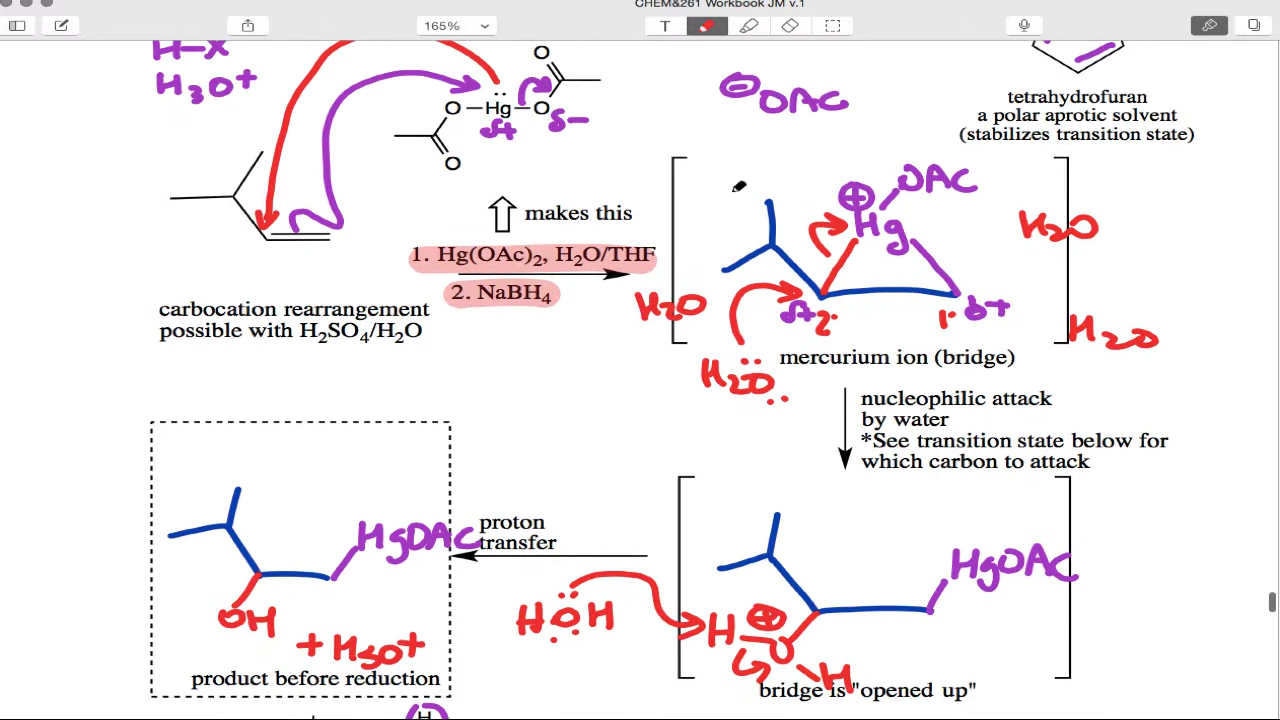 CHEM&261 Workbook JM v.1
165%
T
H-X
H3O+
O
O
Hg
O
O
δ+
δ-
⊖OAC
tetrahydrofuran
a polar aprotic solvent
(stabilizes transition state)
makes this
1. Hg(OAc)2, H2O/THF
2. NaBH4
carbocation rearrangement
possible with H2SO4/H2O
⊕
OAC
Hg
H2O
H2O
δ+
2°
1°
δ+
H2O
H2O
mercurium ion (bridge)
nucleophilic attack
by water
*See transition state below for
which carbon to attack
HgOAC
OH
+ H3O+
product before reduction
proton
transfer
HOH
HgOAC
H
⊕
O
H
bridge is "opened up"
H